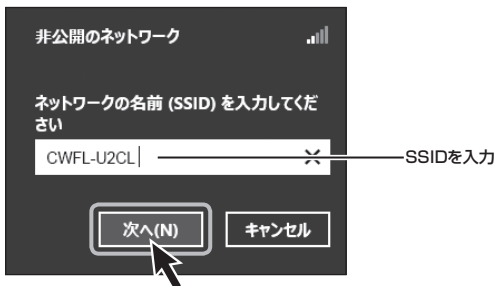 非公開のネットワーク
ネットワークの名前 (SSID) を入力してくだ
さい
CWFL-U2CL
SSIDを入力
次へ(N)
キャンセル